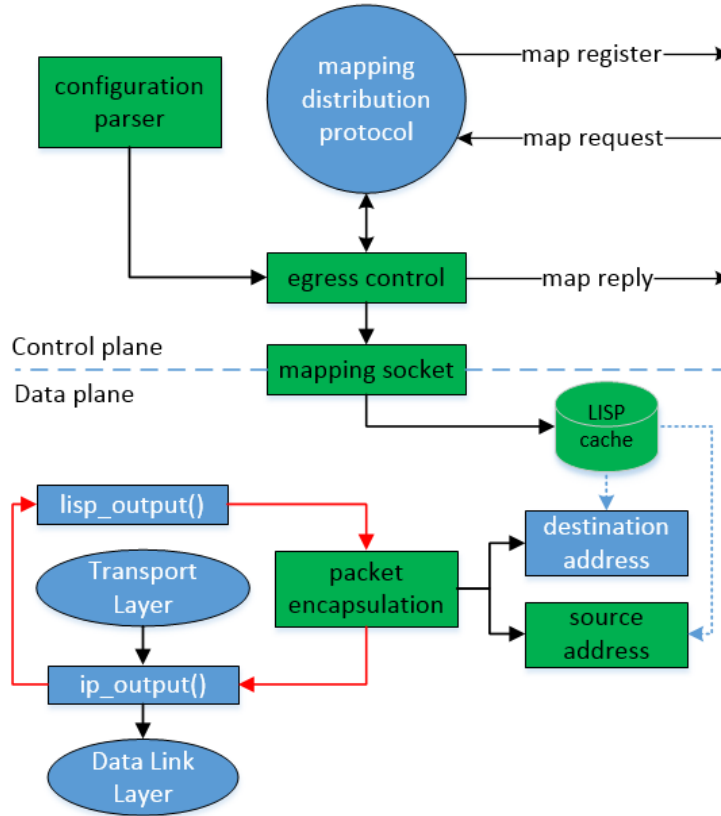 configuration
parser
mapping
distribution
protocol
map register
map request
egress control
map reply
Control plane
mapping socket
Data plane
LISP
cache
lisp_output()
destination
address
packet
encapsulation
Transport
Layer
source
address
ip_output()
Data Link
Layer